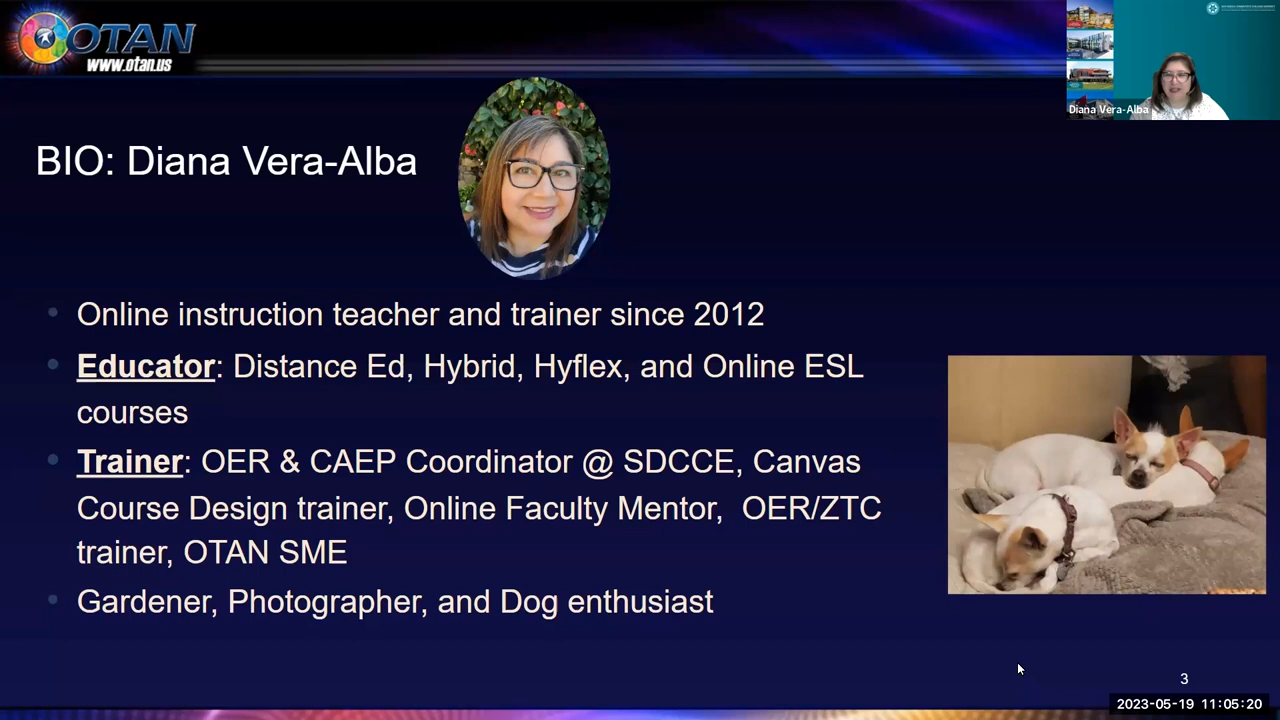 OTAN
www.otan.us
Diana Vera-Alba
BIO: Diana Vera-Alba
Online instruction teacher and trainer since 2012
Educator: Distance Ed, Hybrid, Hyflex, and Online ESL
courses
Trainer: OER & CAEP Coordinator @ SDCCE, Canvas
Course Design trainer, Online Faculty Mentor,  OER/ZTC
trainer, OTAN SME
Gardener, Photographer, and Dog enthusiast
3
2023-05-19 11:05:20